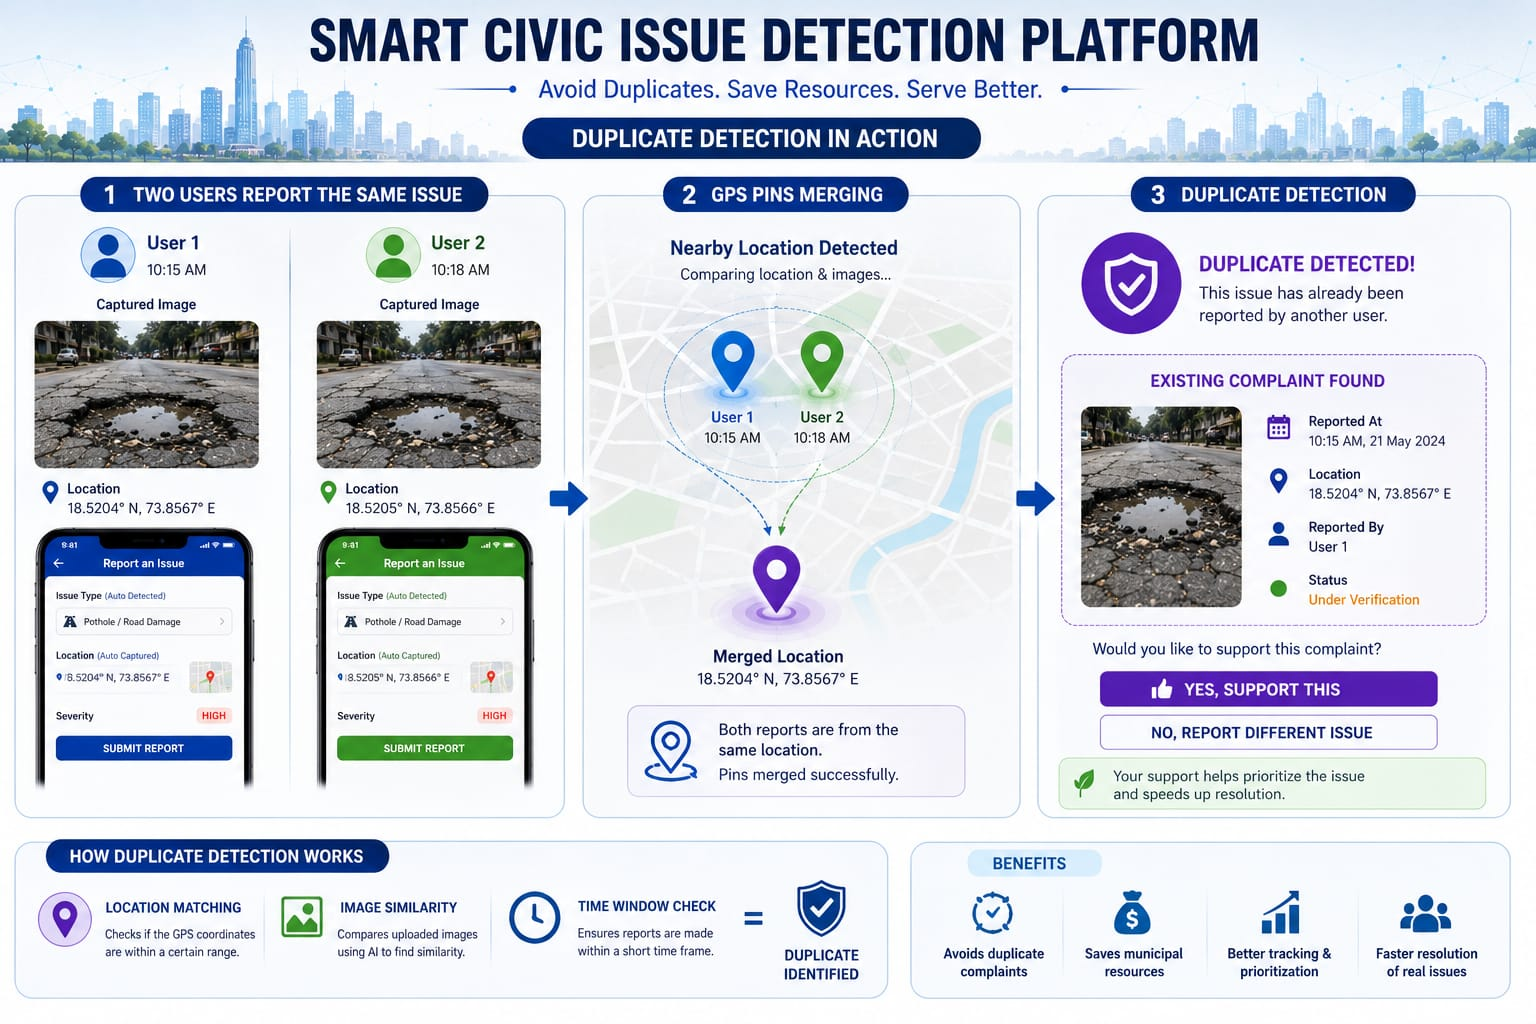 SMART CIVIC ISSUE DETECTION PLATFORM
Avoid Duplicates. Save Resources. Serve Better.
DUPLICATE DETECTION IN ACTION
1 TWO USERS REPORT THE SAME ISSUE
User 1
10:15 AM
Captured Image
Location
18.5204° N, 73.8567° E
9:41
Report an Issue
Issue Type (Auto Detected)
Pothole / Road Damage
Location (Auto Captured)
18.5204° N, 73.8567° E
Severity
HIGH
SUBMIT REPORT
User 2
10:18 AM
Captured Image
Location
18.5205° N, 73.8566° E
9:41
Report an Issue
Issue Type (Auto Detected)
Pothole / Road Damage
Location (Auto Captured)
18.5205° N, 73.8566° E
Severity
HIGH
SUBMIT REPORT
2 GPS PINS MERGING
Nearby Location Detected
Comparing location & images...
User 1
10:15 AM
User 2
10:18 AM
Merged Location
18.5204° N, 73.8567° E
Both reports are from the
same location.
Pins merged successfully.
3 DUPLICATE DETECTION
DUPLICATE DETECTED!
This issue has already been
reported by another user.
EXISTING COMPLAINT FOUND
Reported At
10:15 AM, 21 May 2024
Location
18.5204° N, 73.8567° E
Reported By
User 1
Status
Under Verification
Would you like to support this complaint?
YES, SUPPORT THIS
NO, REPORT DIFFERENT ISSUE
Your support helps prioritize the issue
and speeds up resolution.
HOW DUPLICATE DETECTION WORKS
LOCATION MATCHING
Checks if the GPS coordinates
are within a certain range.
IMAGE SIMILARITY
Compares uploaded images
using AI to find similarity.
TIME WINDOW CHECK
Ensures reports are made
within a short time frame.
=
DUPLICATE
IDENTIFIED
BENEFITS
Avoids duplicate
complaints
$
Saves municipal
resources
Better tracking &
prioritization
Faster resolution
of real issues